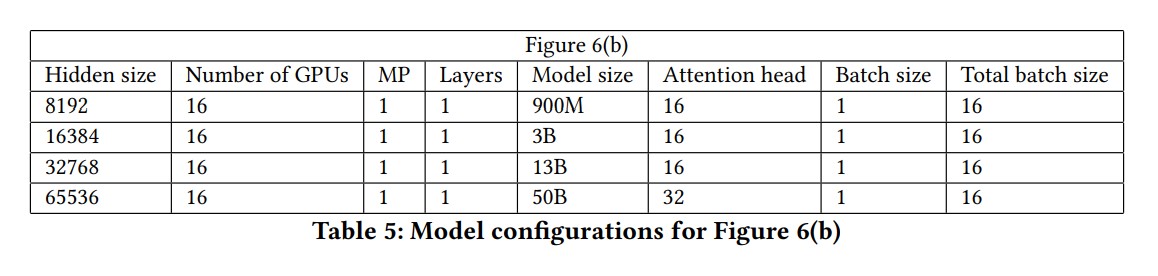 Figure 6(b)
Hidden size Number of GPUs MP Layers Model size Attention head Batch size Total batch size
8192 16 1 1 900M 16 1 16
16384 16 1 1 3B 16 1 16
32768 16 1 1 13B 16 1 16
65536 16 1 1 50B 32 1 16
Table 5: Model configurations for Figure 6(b)